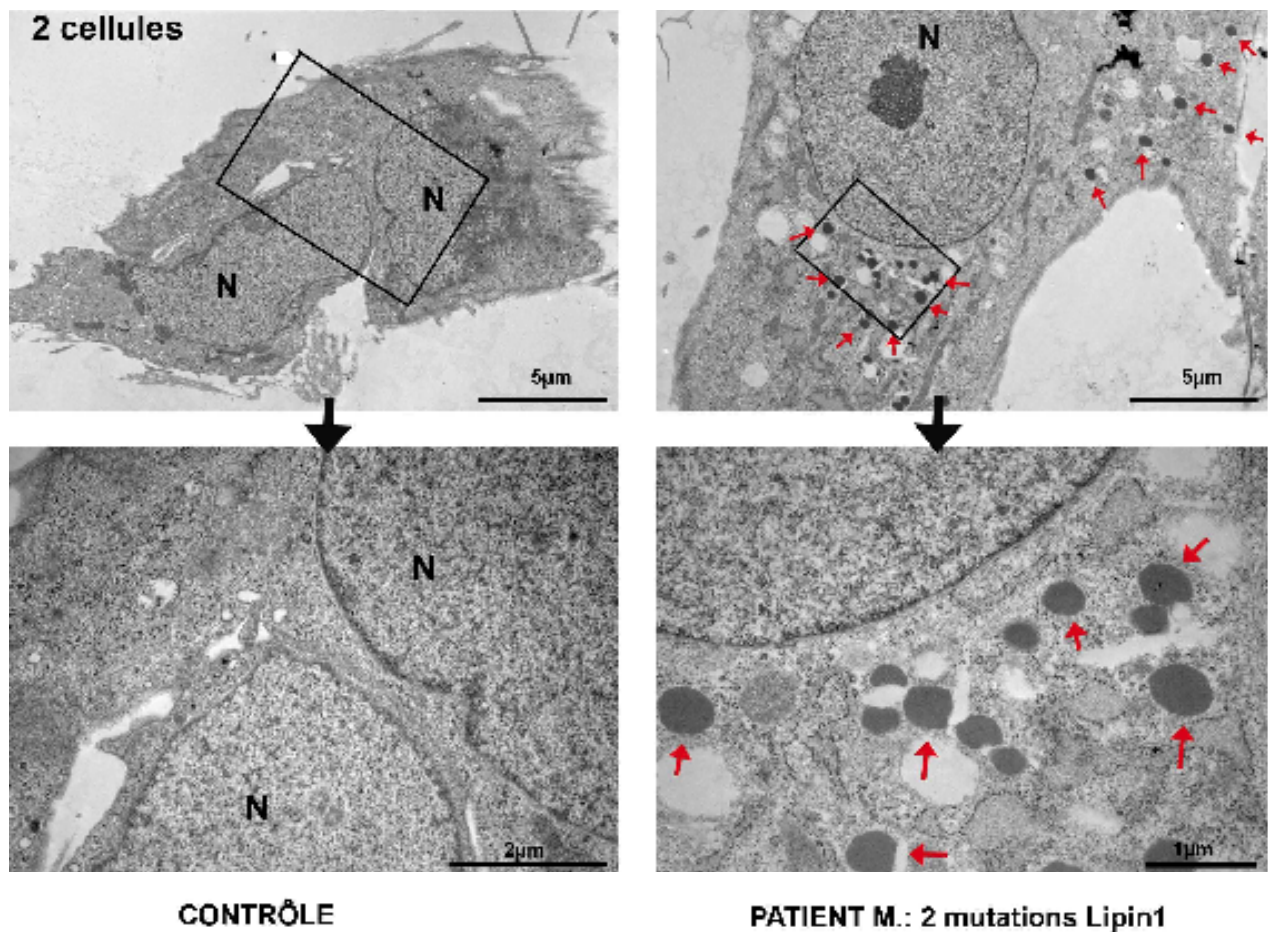 2 cellules
N
N
N
5µm
5µm
N
N
2µm
1µm
CONTRÔLE
PATIENT M.: 2 mutations Lipin1